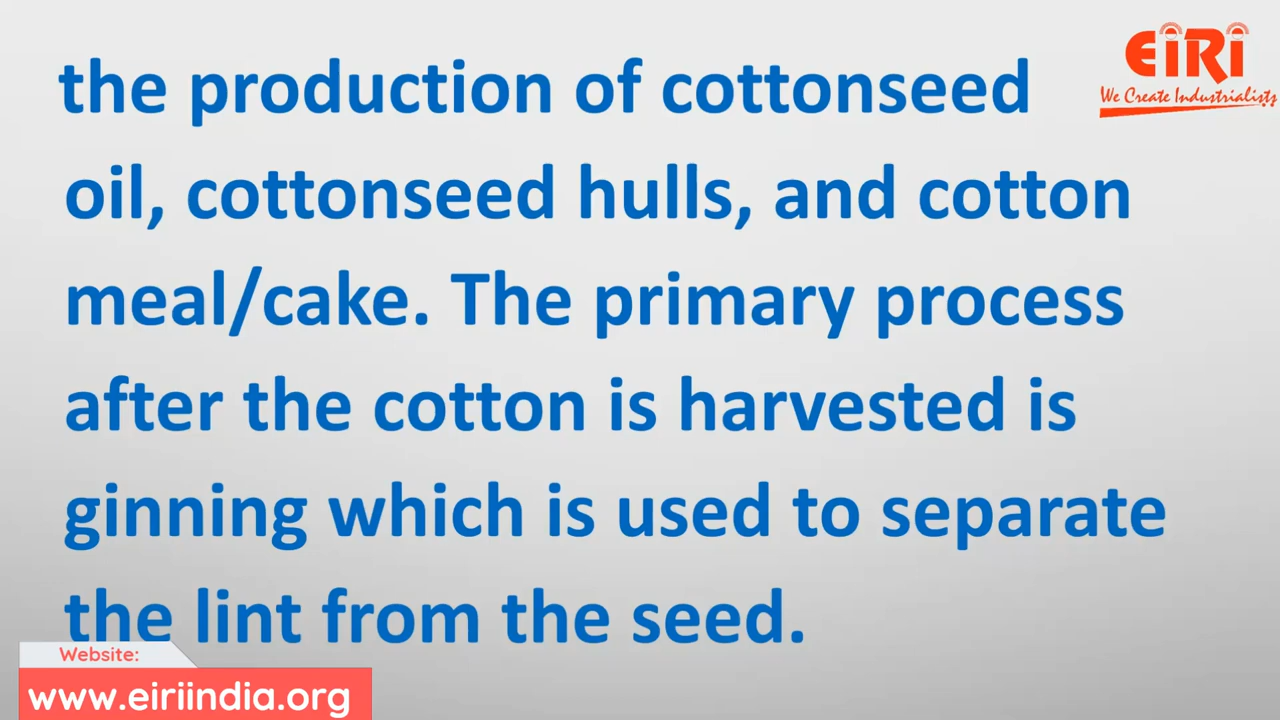 the production of cottonseed
oil, cottonseed hulls, and cotton
meal/cake. The primary process
after the cotton is harvested is
ginning which is used to separate
the lint from the seed.
EiRi
We Create Industrialists
Website:
www.eiriindia.org